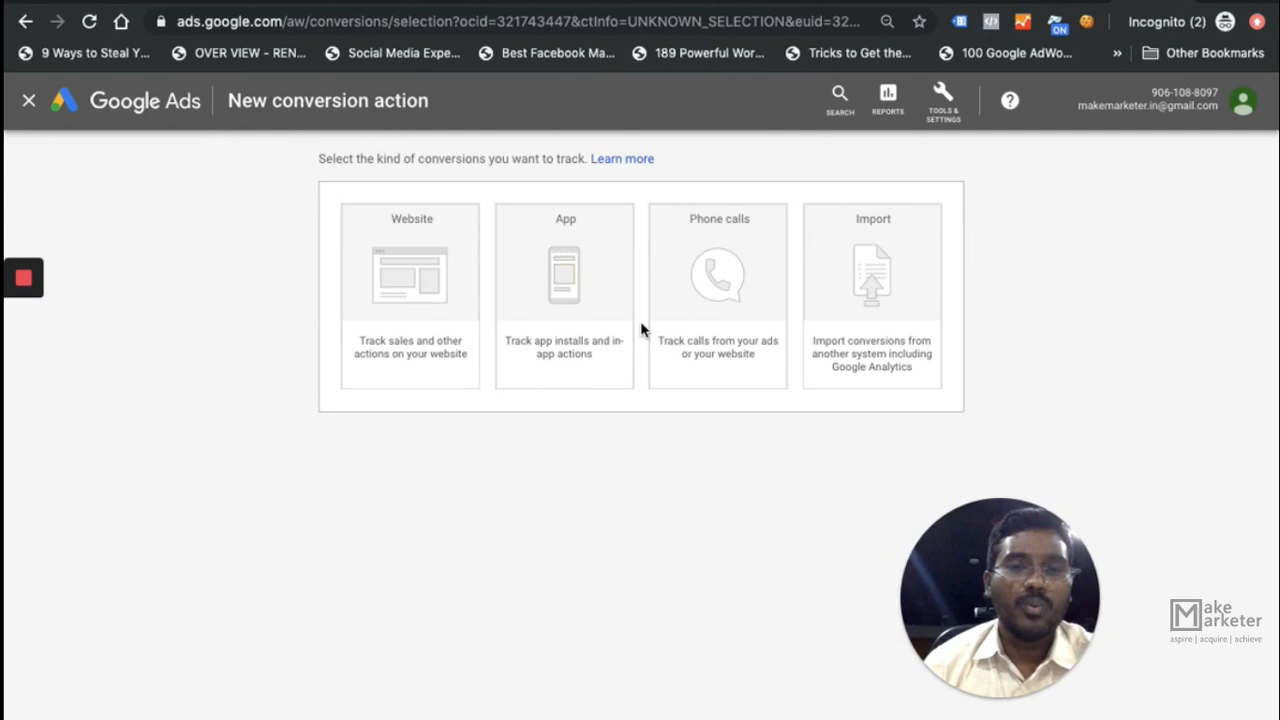 ads.google.com/aw/conversions/selection?ocid=321743447&ctInfo=UNKNOWN_SELECTION&euid=32...
ON
Incognito (2)
9 Ways to Steal Y...
OVER VIEW - REN...
Social Media Expe...
Best Facebook Ma...
189 Powerful Wor...
Tricks to Get the...
100 Google AdWo...
»
Other Bookmarks
Google Ads
New conversion action
SEARCH
REPORTS
TOOLS &
SETTINGS
?
906-108-8097
makemarketer.in@gmail.com
Select the kind of conversions you want to track. Learn more
Website
App
Phone calls
Import
Track sales and other
actions on your website
Track app installs and in-
app actions
Track calls from your ads
or your website
Import conversions from
another system including
Google Analytics
Make
Marketer
aspire | acquire | achieve